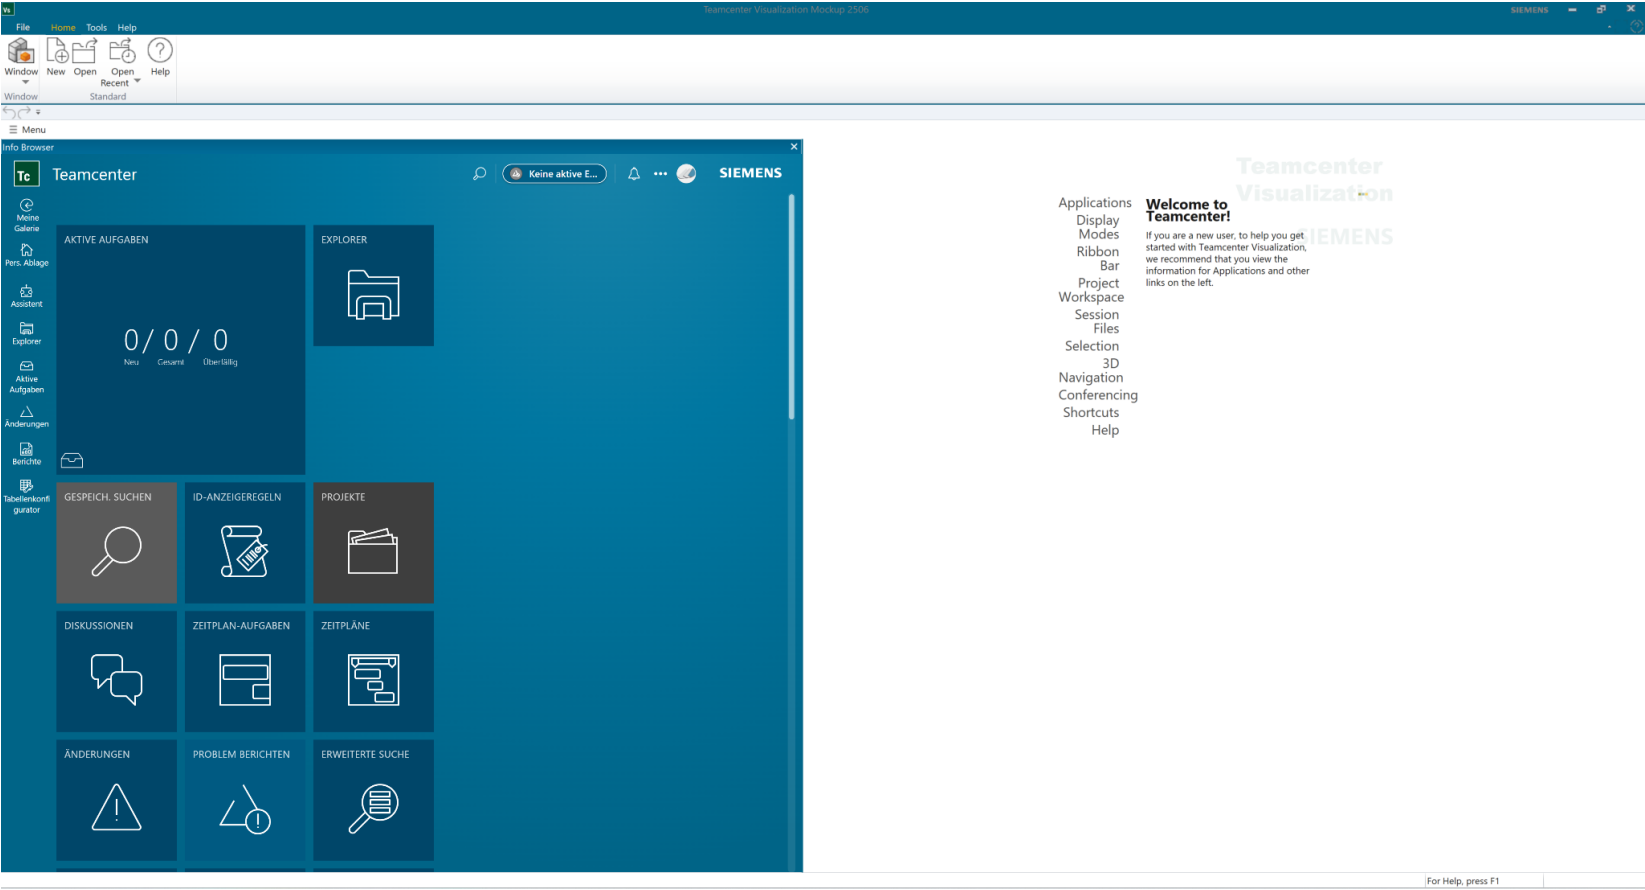 Vs
Teamcenter Visualization Mockup 2506
SIEMENS
File Home Tools Help
Window New Open Open Recent Help
Window Standard
Menu
Info Browser
Tc Teamcenter
Keine aktive E...
SIEMENS
Meine
Galerie
Pers. Ablage
Assistent
Explorer
Aktive
Aufgaben
Änderungen
Berichte
Tabellenkonfi
gurator
AKTIVE AUFGABEN
0 / 0 / 0
Neu Gesamt Überfällig
EXPLORER
GESPEICH. SUCHEN
ID-ANZEIGEREGELN
PROJEKTE
DISKUSSIONEN
ZEITPLAN-AUFGABEN
ZEITPLÄNE
ÄNDERUNGEN
PROBLEM BERICHTEN
ERWEITERTE SUCHE
Teamcenter
Visualization
SIEMENS
Applications
Display
Modes
Ribbon
Bar
Project
Workspace
Session
Files
Selection
3D
Navigation
Conferencing
Shortcuts
Help
Welcome to
Teamcenter!
If you are a new user, to help you get
started with Teamcenter Visualization,
we recommend that you view the
information for Applications and other
links on the left.
For Help, press F1